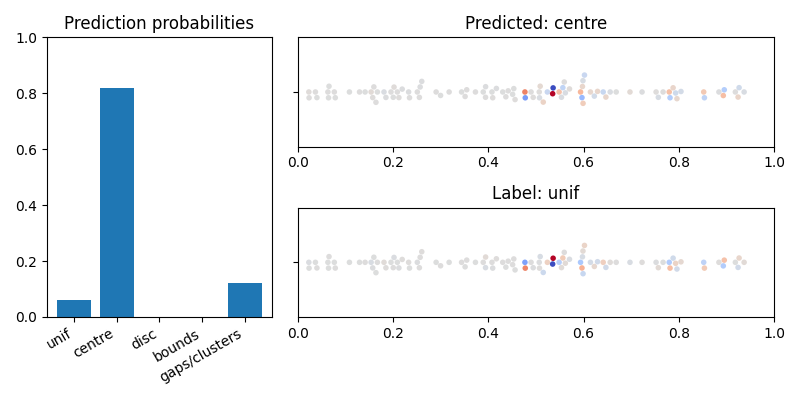 Prediction probabilities
1.0
0.8
0.6
0.4
0.2
0.0
unif
centre
disc
bounds
gaps/clusters
Predicted: centre
0.0 0.2 0.4 0.6 0.8 1.0
Label: unif
0.0 0.2 0.4 0.6 0.8 1.0